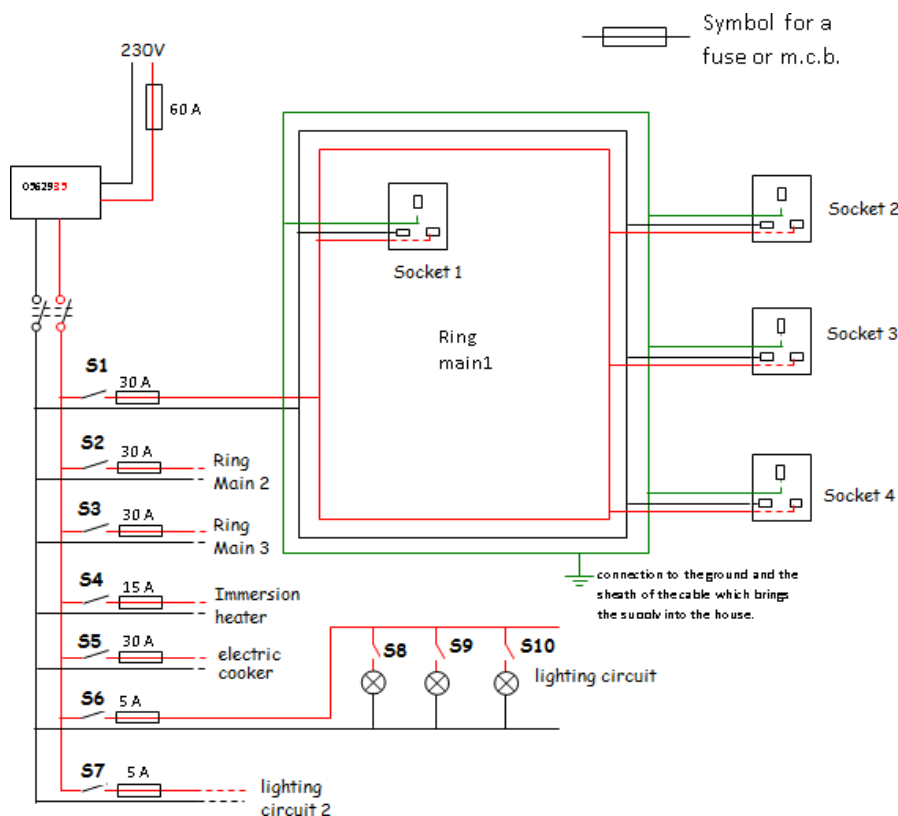 Symbol for a
fuse or m.c.b.
230V
60 A
0562935
Socket 1
Socket 2
Socket 3
Socket 4
Ring
main1
S1
30 A
S2
30 A
Ring
Main 2
S3
30 A
Ring
Main 3
S4
15 A
Immersion
heater
S5
30 A
electric
cooker
S6
5 A
S7
5 A
lighting
circuit 2
S8
S9
S10
lighting circuit
connection to the ground and the
sheath of the cable which brings
the supply into the house.